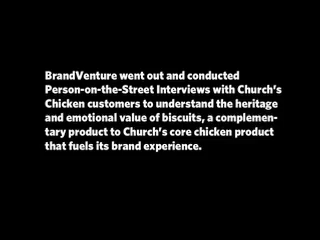 BrandVenture went out and conducted
Person-on-the-Street Interviews with Church's
Chicken customers to understand the heritage
and emotional value of biscuits, a complemen-
tary product to Church's core chicken product
that fuels its brand experience.